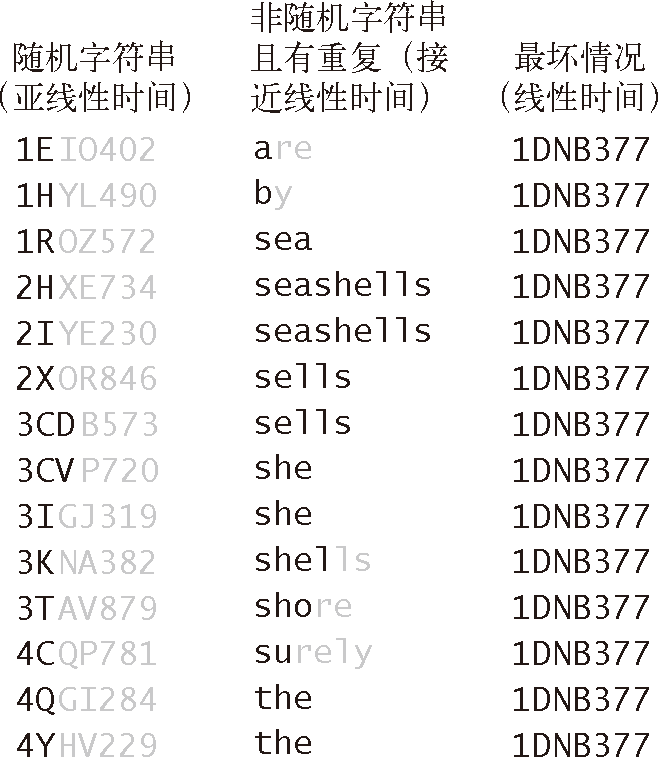 随机字符串
（亚线性时间）
非随机字符串
且有重复（接
近线性时间）
最坏情况
（线性时间）
1EIO402 are 1DNB377
1HYL490 by 1DNB377
1ROZ572 sea 1DNB377
2HXE734 seashells 1DNB377
2IYE230 seashells 1DNB377
2XOR846 sells 1DNB377
3CDB573 sells 1DNB377
3CVP720 she 1DNB377
3IGJ319 she 1DNB377
3KNA382 shells 1DNB377
3TAV879 shore 1DNB377
4CQP781 surely 1DNB377
4QGI284 the 1DNB377
4YHV229 the 1DNB377